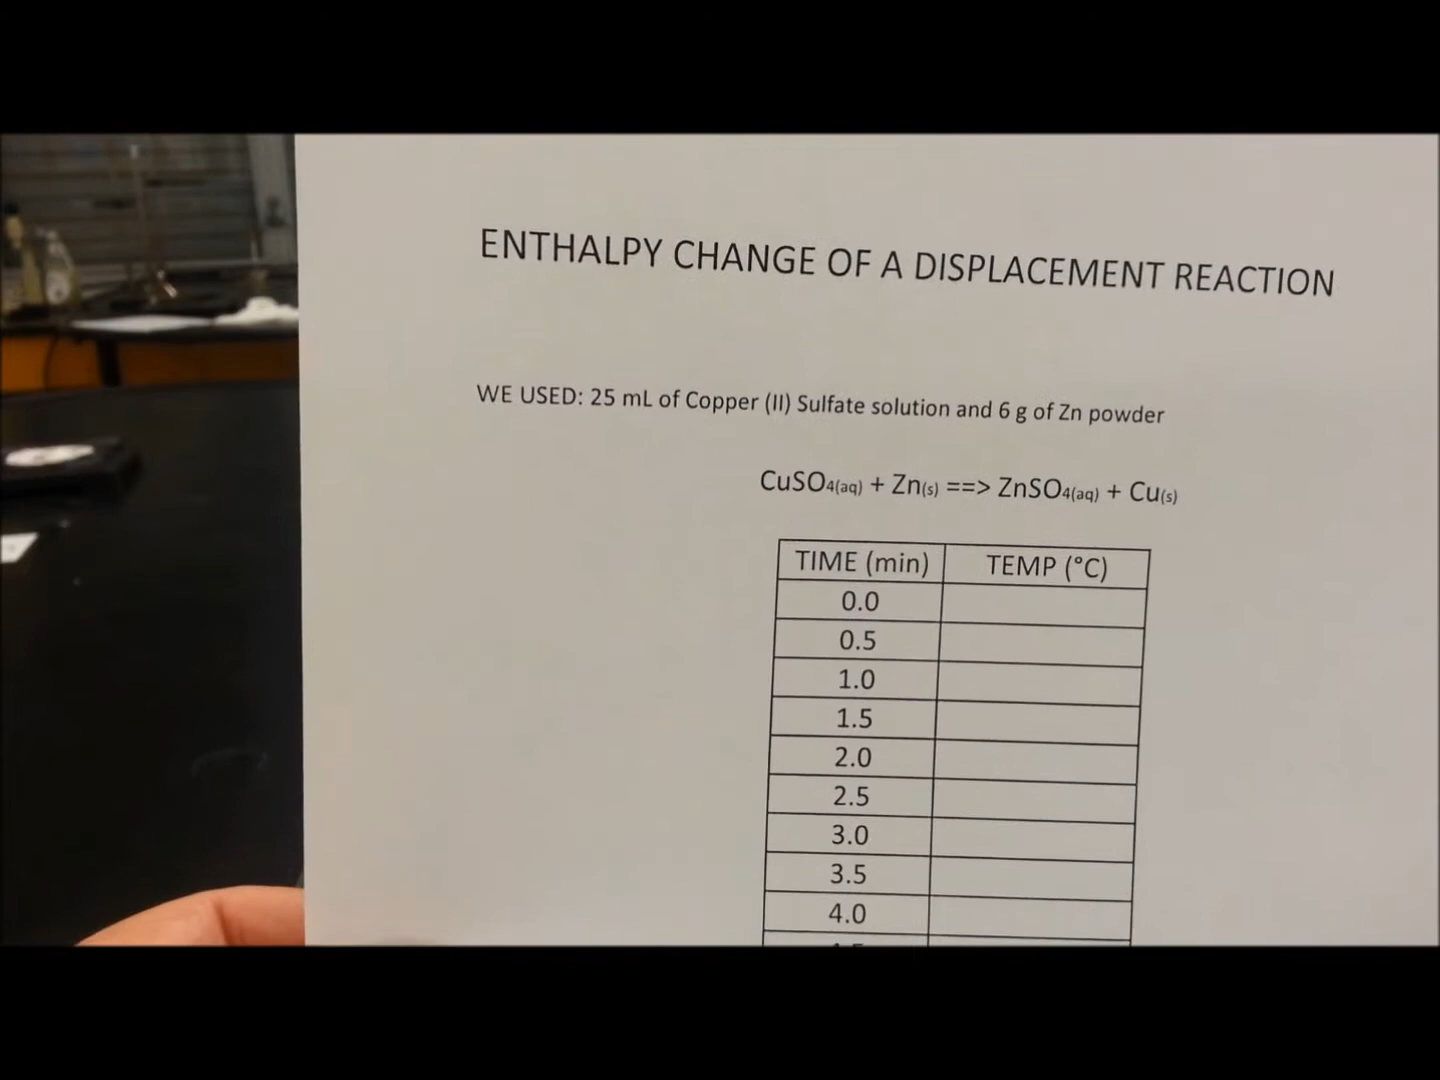 ENTHALPY CHANGE OF A DISPLACEMENT REACTION
WE USED: 25 mL of Copper (II) Sulfate solution and 6 g of Zn powder
CuSO4(aq) + Zn(s) ==> ZnSO4(aq) + Cu(s)
TIME (min) TEMP (°C)
0.0
0.5
1.0
1.5
2.0
2.5
3.0
3.5
4.0